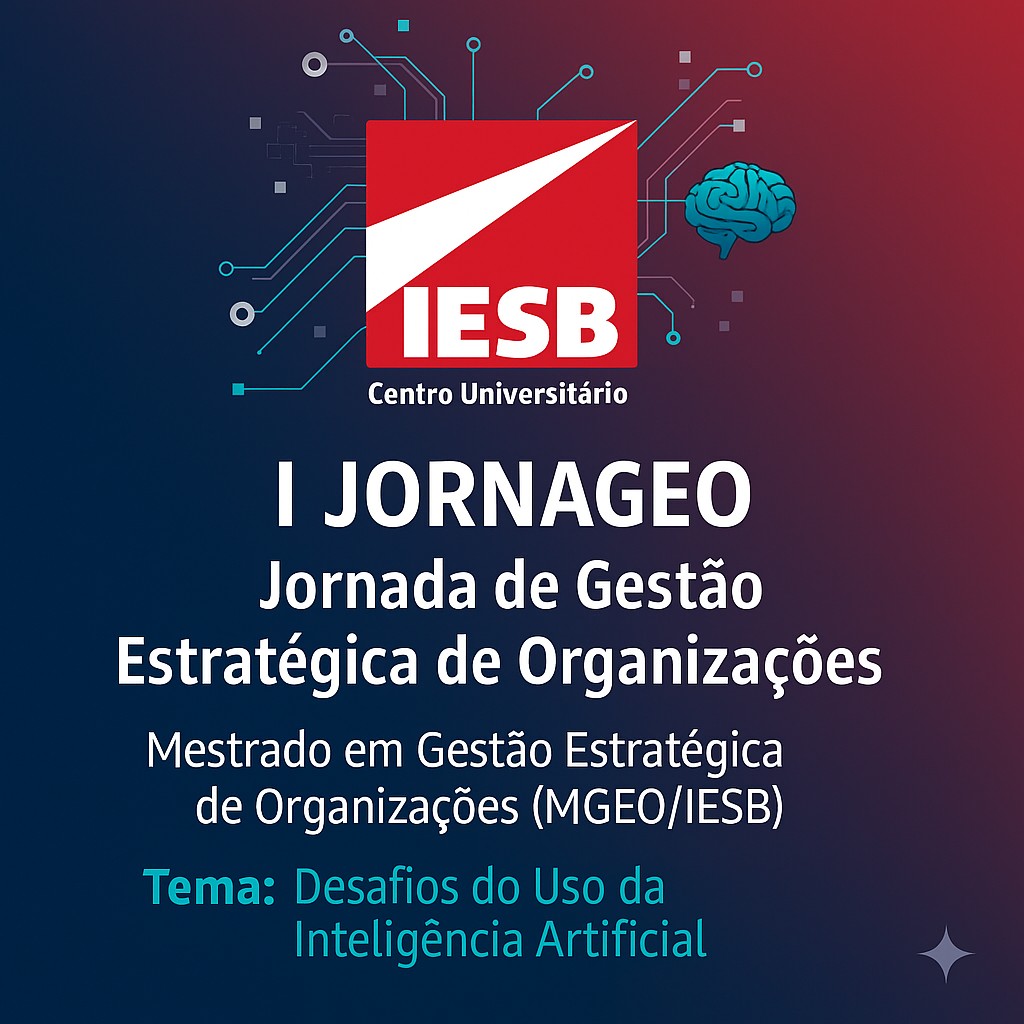 IESB
Centro Universitário
I JORNAGEO
Jornada de Gestão
Estratégica de Organizações
Mestrado em Gestão Estratégica
de Organizações (MGEO/IESB)
Tema: Desafios do Uso da
Inteligência Artificial